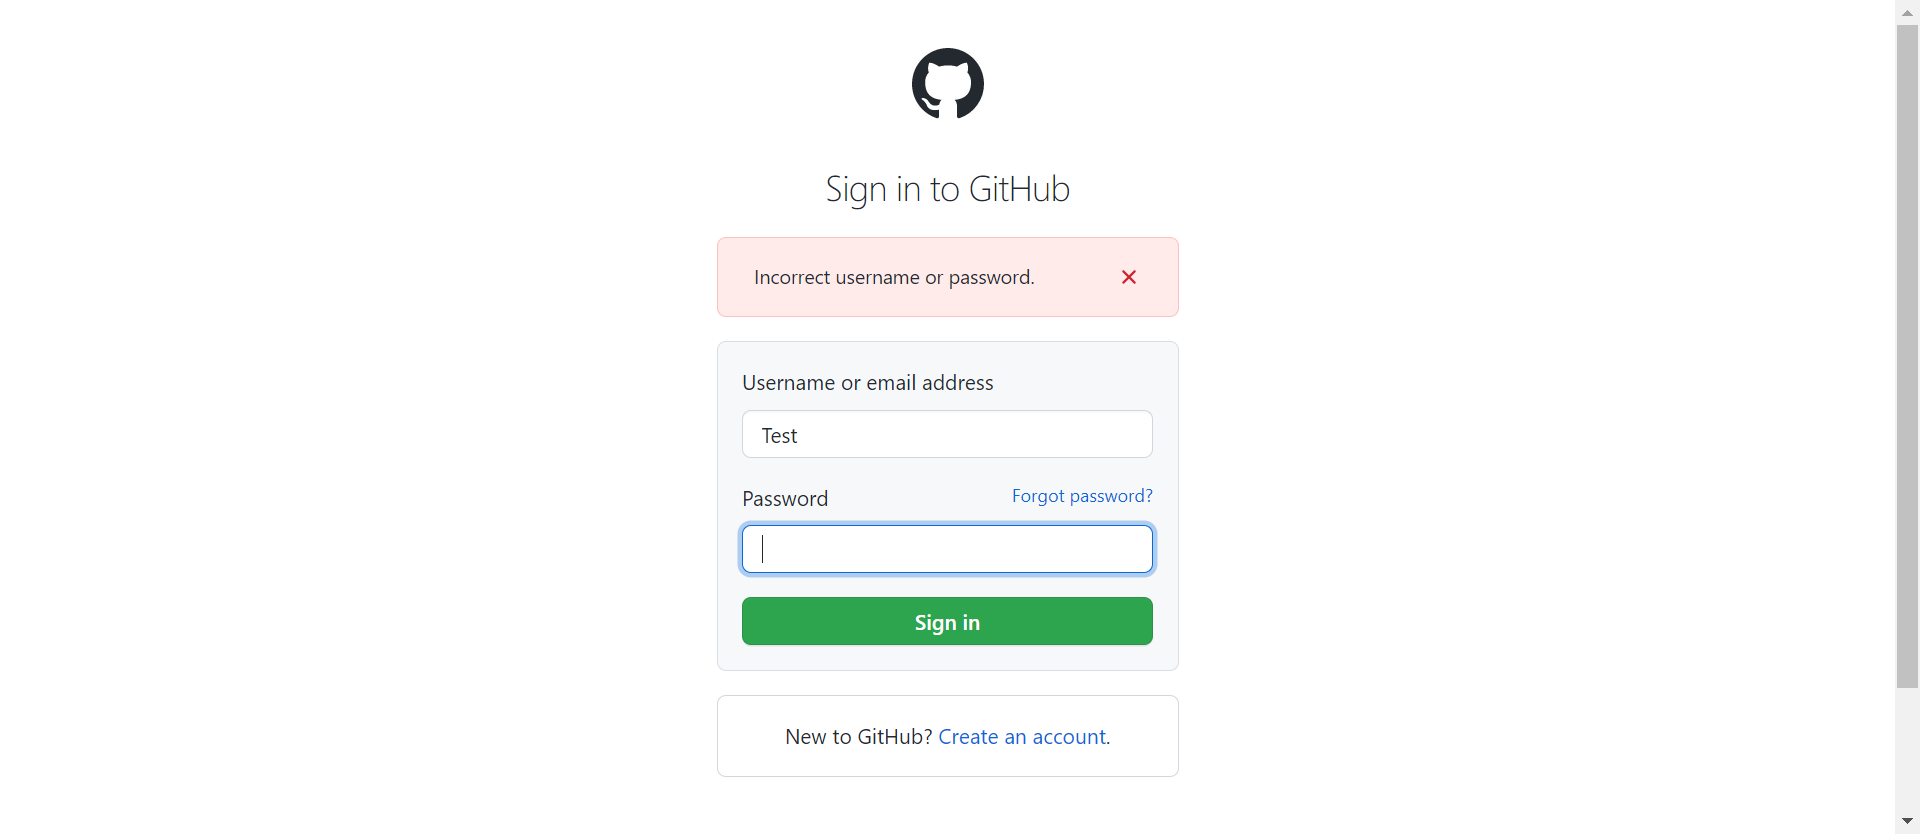 Sign in to GitHub
Incorrect username or password.
Username or email address
Test
Password Forgot password?
Sign in
New to GitHub? Create an account.